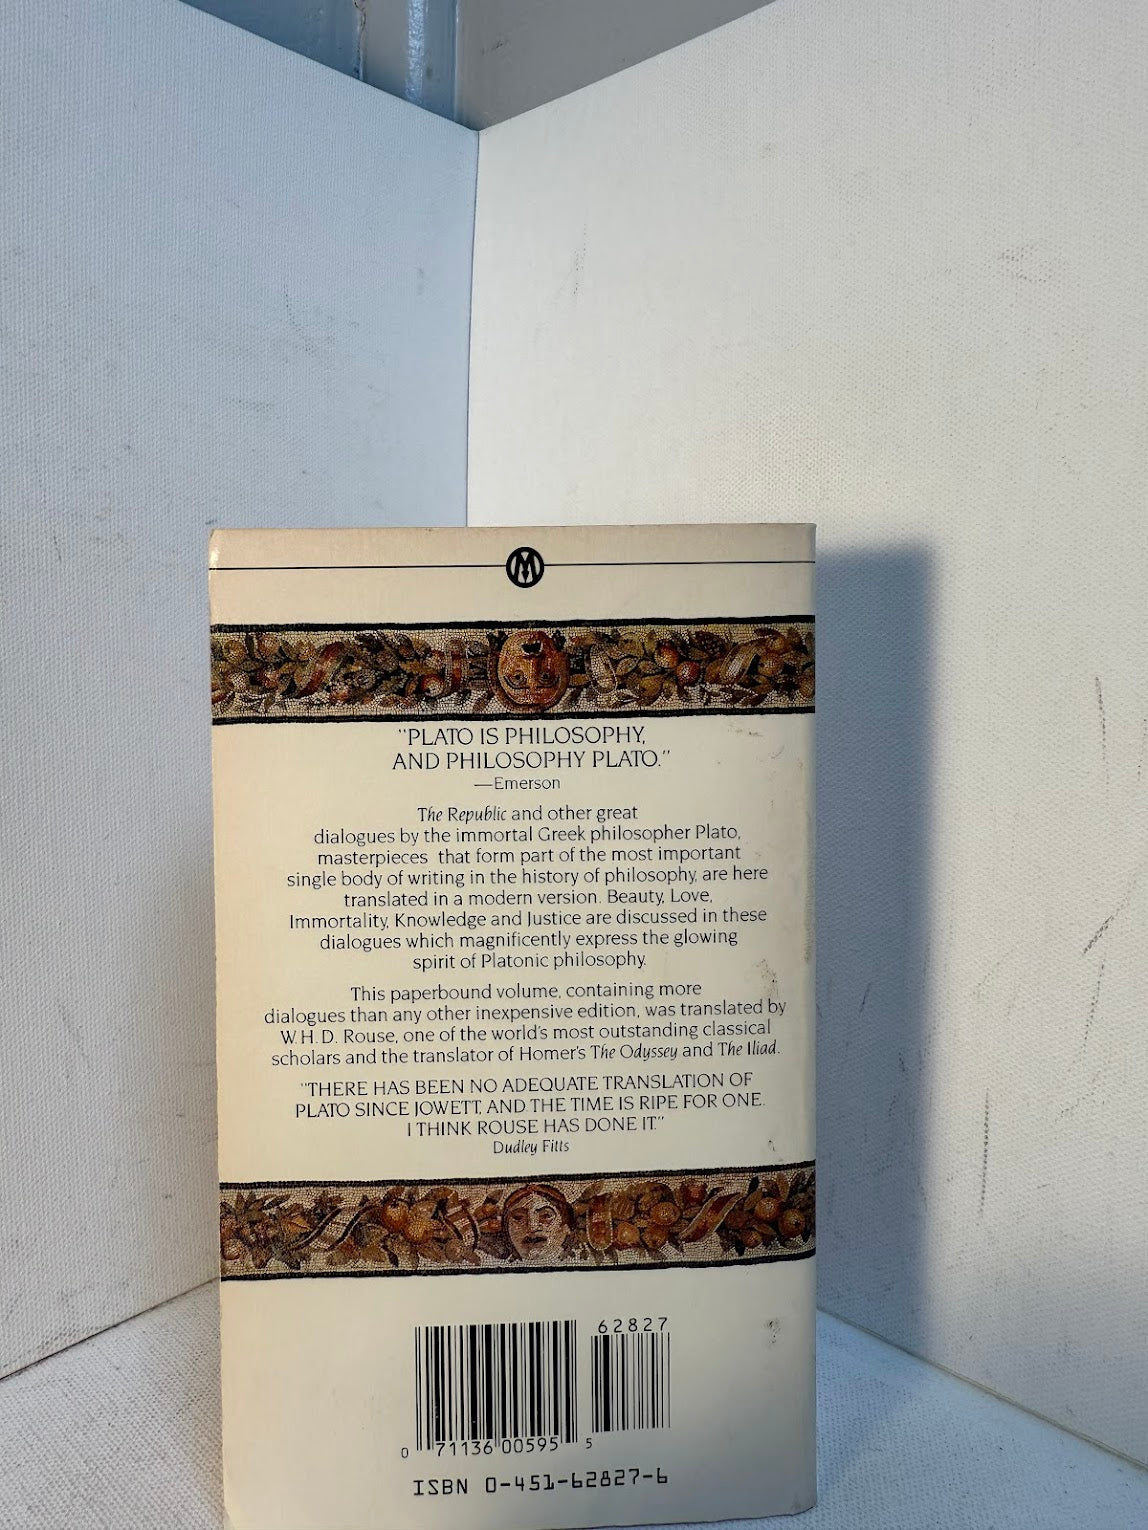 M
"PLATO IS PHILOSOPHY,
AND PHILOSOPHY PLATO."
—Emerson
The Republic and other great
dialogues by the immortal Greek philosopher Plato,
masterpieces that form part of the most important
single body of writing in the history of philosophy, are here
translated in a modern version. Beauty, Love,
Immortality, Knowledge and Justice are discussed in these
dialogues which magnificently express the glowing
spirit of Platonic philosophy.
This paperbound volume, containing more
dialogues than any other inexpensive edition, was translated by
W.H.D. Rouse, one of the world's most outstanding classical
scholars and the translator of Homer's The Odyssey and The Iliad.
"THERE HAS BEEN NO ADEQUATE TRANSLATION OF
PLATO SINCE JOWETT, AND THE TIME IS RIPE FOR ONE.
I THINK ROUSE HAS DONE IT."
Dudley Fitts
62827
0 71136 00595 5
ISBN 0-451-62827-6